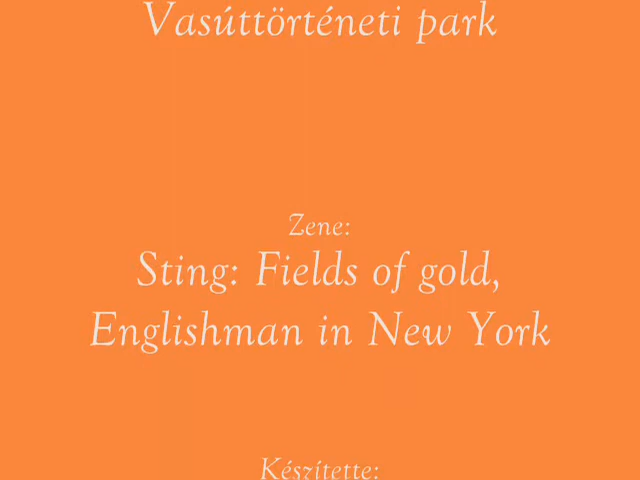 Vasúttörténeti park
Zene:
Sting: Fields of gold,
Englishman in New York
Készítette: